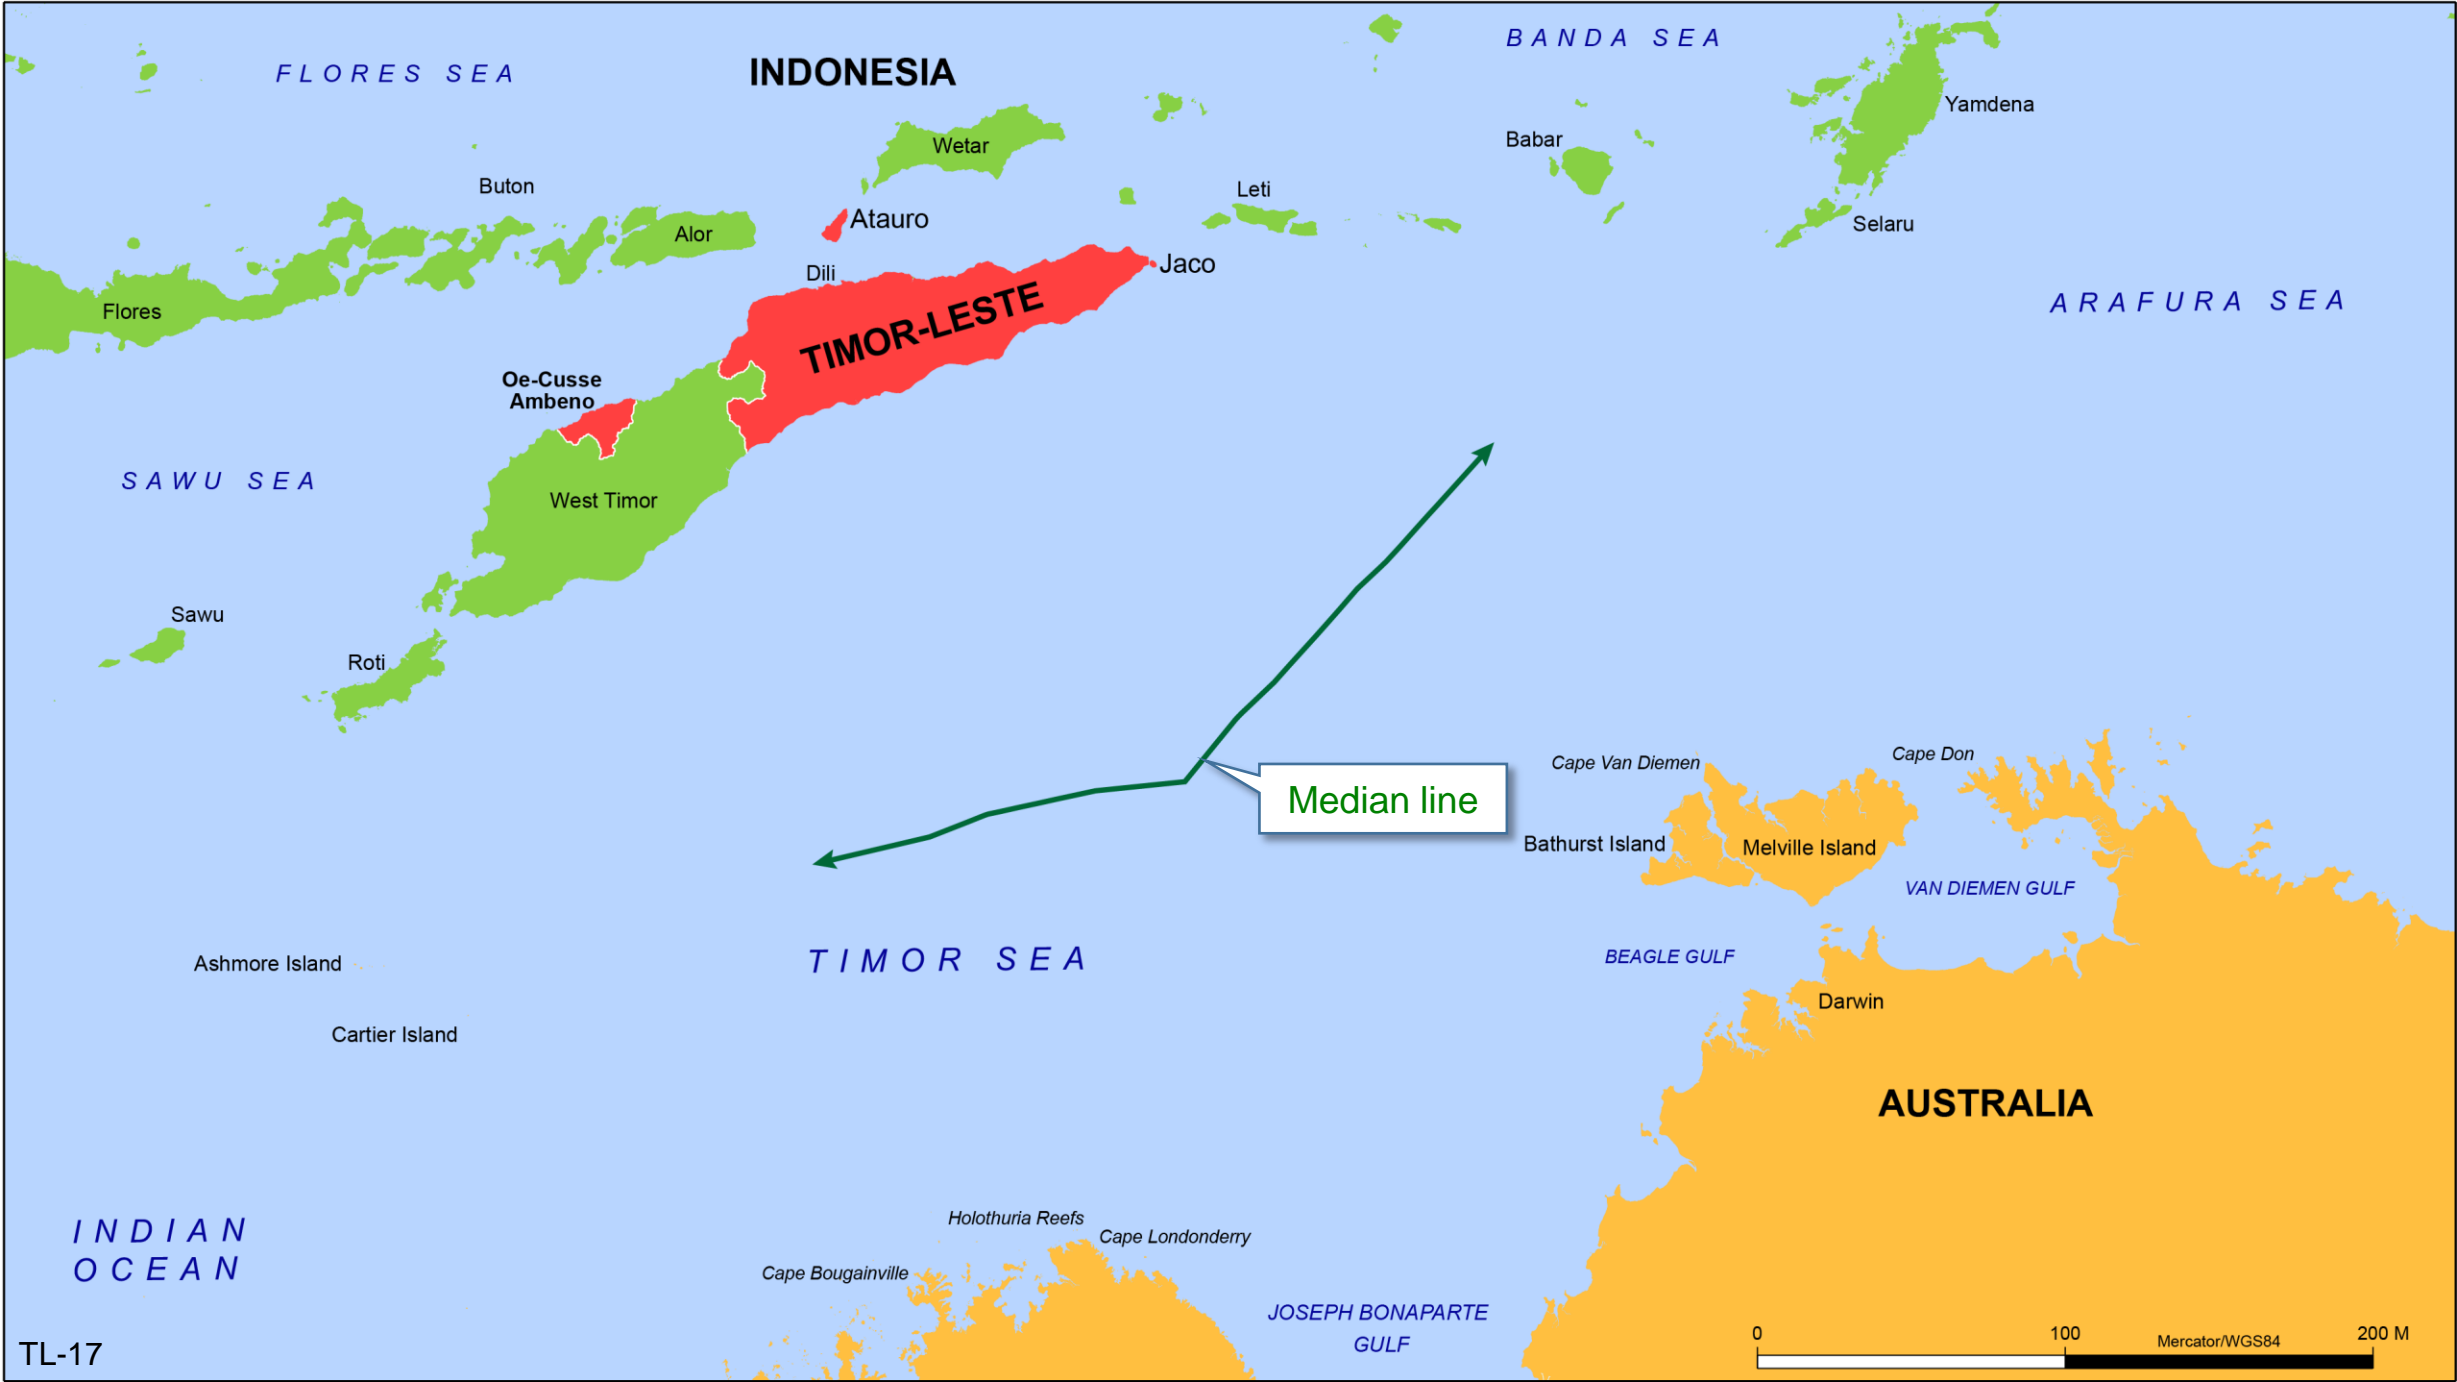 BANDA SEA
FLORES SEA
INDONESIA
Yamdena
Babar
Wetar
Buton
Leti
Atauro
Selaru
Alor
Jaco
Dili
ARAFURA SEA
Flores
TIMOR-LESTE
Oe-Cusse
Ambeno
SAWU SEA
West Timor
Sawu
Roti
Cape Don
Cape Van Diemen
Median line
Bathurst Island
Melville Island
VAN DIEMEN GULF
TIMOR SEA
BEAGLE GULF
Ashmore Island
Darwin
Cartier Island
AUSTRALIA
Holothuria Reefs
Cape Londonderry
INDIAN
OCEAN
Cape Bougainville
JOSEPH BONAPARTE
GULF
0 100 200 M
Mercator/WGS84
TL-17